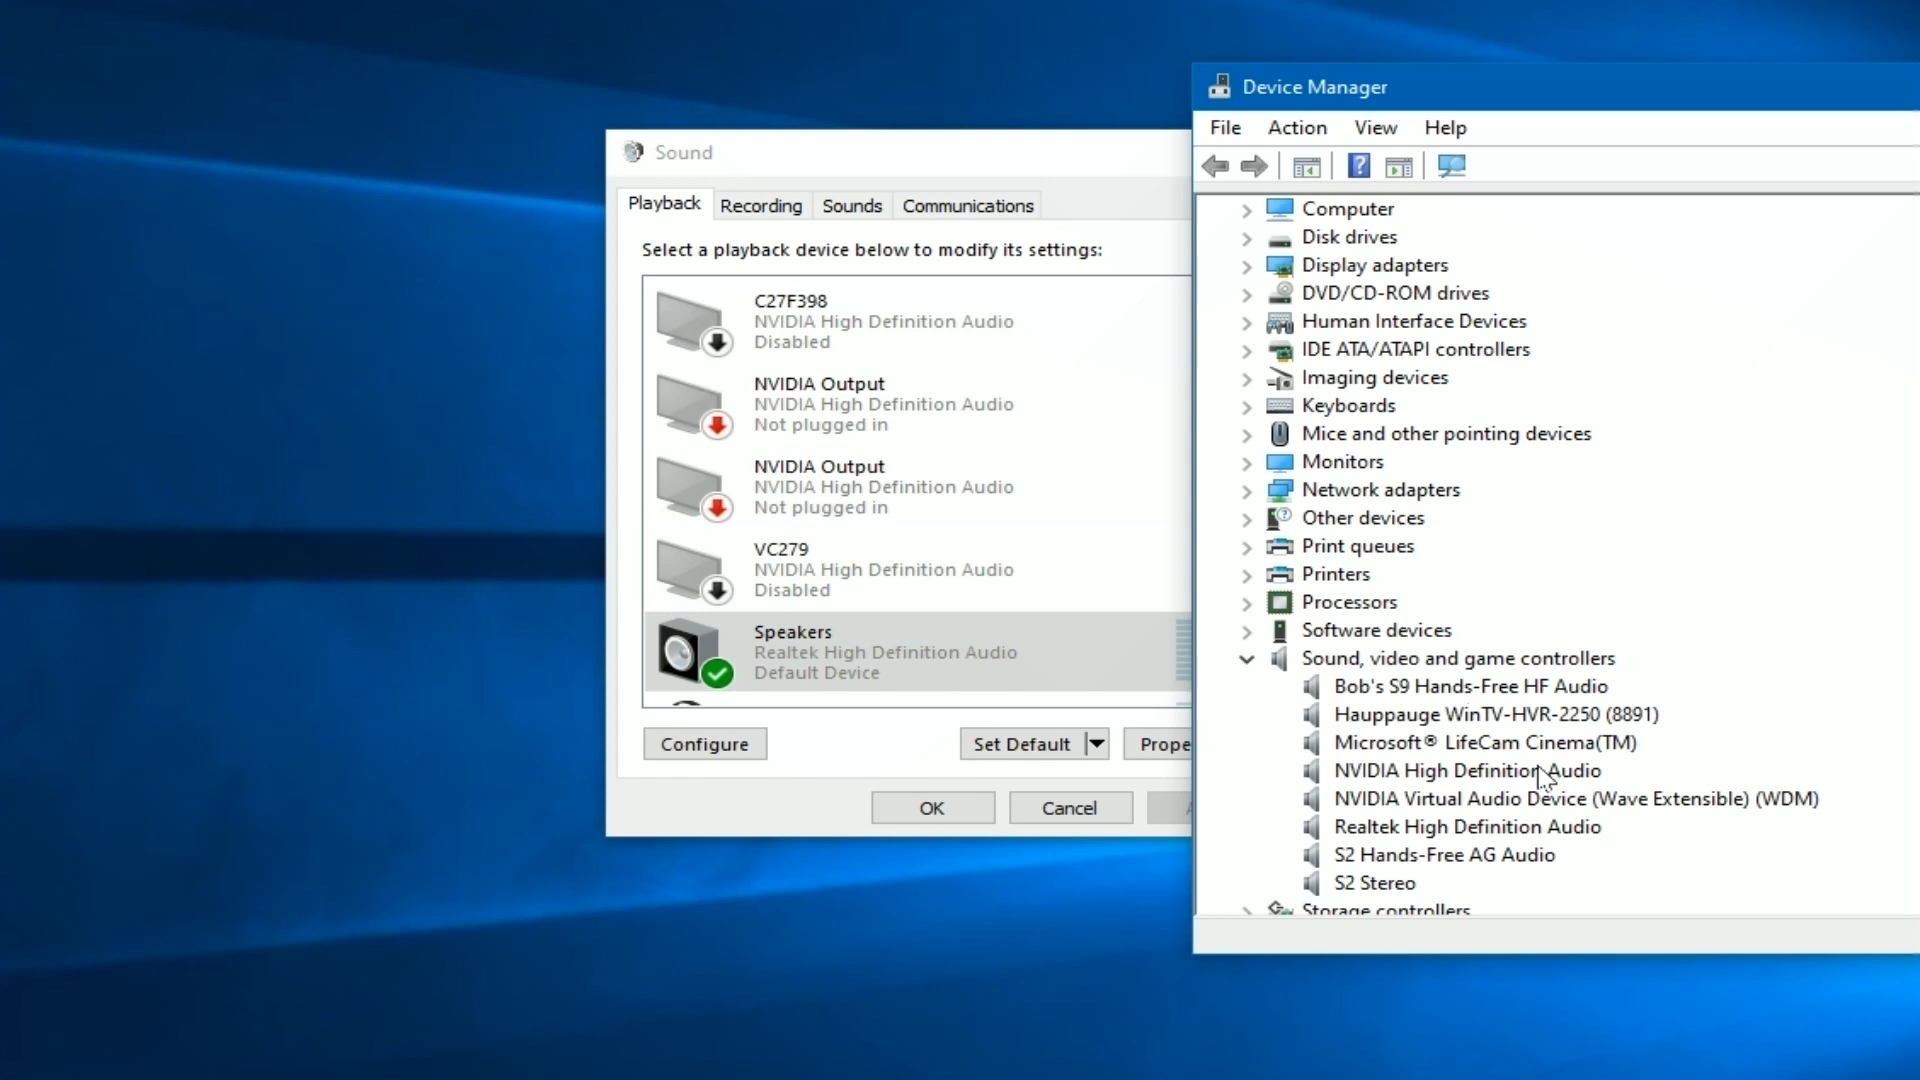 Sound
Playback
Recording
Sounds
Communications
Select a playback device below to modify its settings:
C27F398
NVIDIA High Definition Audio
Disabled
NVIDIA Output
NVIDIA High Definition Audio
Not plugged in
NVIDIA Output
NVIDIA High Definition Audio
Not plugged in
VC279
NVIDIA High Definition Audio
Disabled
Speakers
Realtek High Definition Audio
Default Device
Configure
Set Default
Prope
OK
Cancel
Device Manager
File Action View Help
Computer
Disk drives
Display adapters
DVD/CD-ROM drives
Human Interface Devices
IDE ATA/ATAPI controllers
Imaging devices
Keyboards
Mice and other pointing devices
Monitors
Network adapters
Other devices
Print queues
Printers
Processors
Software devices
Sound, video and game controllers
Bob's S9 Hands-Free HF Audio
Hauppauge WinTV-HVR-2250 (8891)
Microsoft® LifeCam Cinema(TM)
NVIDIA High Definition Audio
NVIDIA Virtual Audio Device (Wave Extensible) (WDM)
Realtek High Definition Audio
S2 Hands-Free AG Audio
S2 Stereo
Storage controllers